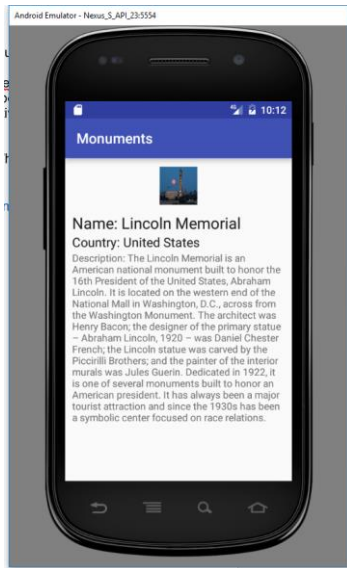 Android Emulator - Nexus_S_API_23:5554
10:12
Monuments
Name: Lincoln Memorial
Country: United States
Description: The Lincoln Memorial is an
American national monument built to honor the
16th President of the United States, Abraham
Lincoln. It is located on the western end of the
National Mall in Washington, D.C., across from
the Washington Monument. The architect was
Henry Bacon; the designer of the primary statue
– Abraham Lincoln, 1920 – was Daniel Chester
French; the Lincoln statue was carved by the
Piccirilli Brothers; and the painter of the interior
murals was Jules Guerin. Dedicated in 1922, it
is one of several monuments built to honor an
American president. It has always been a major
tourist attraction and since the 1930s has been
a symbolic center focused on race relations.